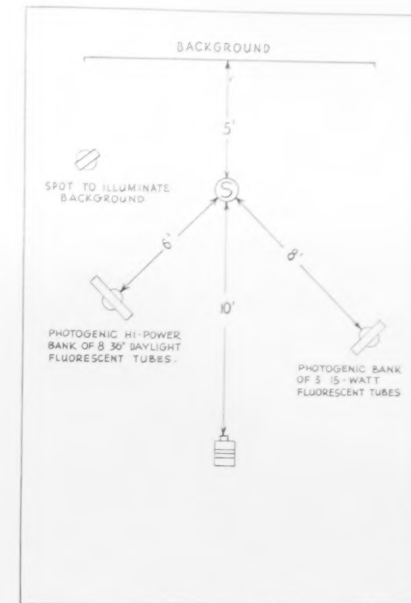 BACKGROUND
5'
S
SPOT TO ILLUMINATE
BACKGROUND
6'
8'
10'
PHOTOGENIC HI-POWER
BANK OF 8 36" DAYLIGHT
FLUORESCENT TUBES.
PHOTOGENIC BANK
OF 5 15-WATT
FLUORESCENT TUBES